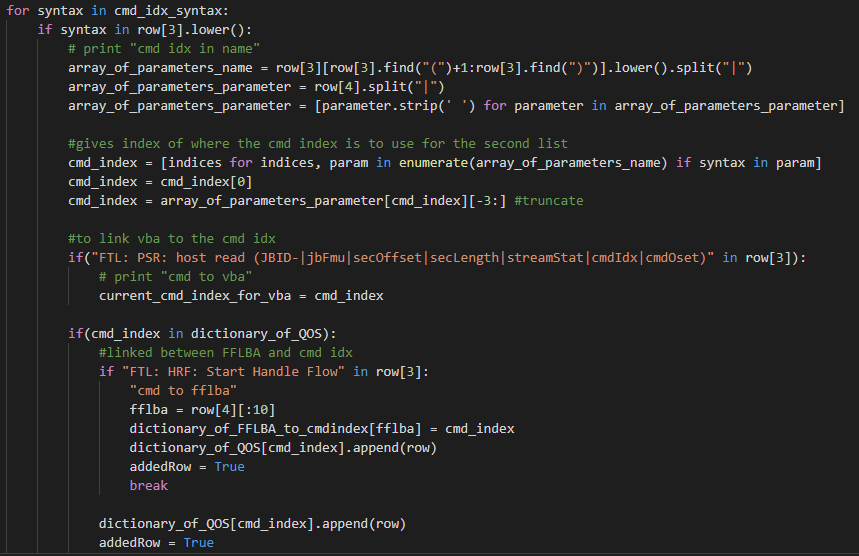 for syntax in cmd_idx_syntax:
if syntax in row[3].lower():
# print "cmd idx in name"
array_of_parameters_name = row[3][row[3].find("(")+1:row[3].find(")")].lower().split("|")
array_of_parameters_parameter = row[4].split("|")
array_of_parameters_parameter = [parameter.strip(' ') for parameter in array_of_parameters_parameter]
#gives index of where the cmd index is to use for the second list
cmd_index = [indices for indices, param in enumerate(array_of_parameters_name) if syntax in param]
cmd_index = cmd_index[0]
cmd_index = array_of_parameters_parameter[cmd_index][-3:] #truncate
#to link vba to the cmd idx
if("FTL: PSR: host read (JBID-|jbFmu|secOffset|secLength|streamStat|cmdIdx|cmdOset)" in row[3]):
# print "cmd to vba"
current_cmd_index_for_vba = cmd_index
if(cmd_index in dictionary_of_QOS):
#linked between FFLBA and cmd idx
if "FTL: HRF: Start Handle Flow" in row[3]:
"cmd to fflba"
fflba = row[4][:10]
dictionary_of_FFLBA_to_cmdindex[fflba] = cmd_index
dictionary_of_QOS[cmd_index].append(row)
addedRow = True
break
dictionary_of_QOS[cmd_index].append(row)
addedRow = True